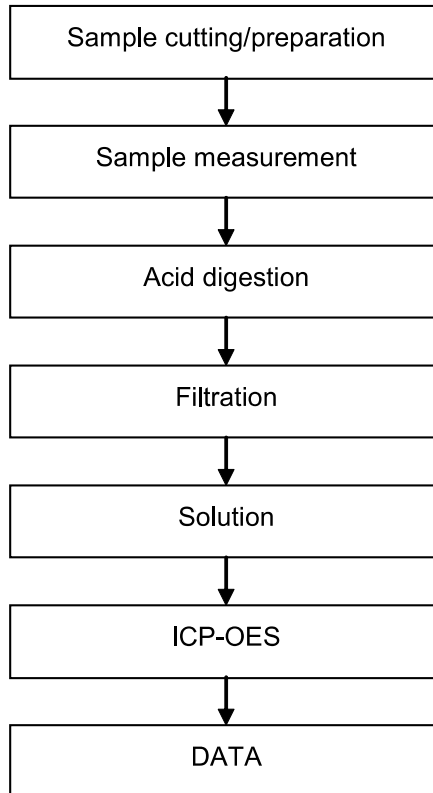 Sample cutting/preparation
Sample measurement
Acid digestion
Filtration
Solution
ICP-OES
DATA